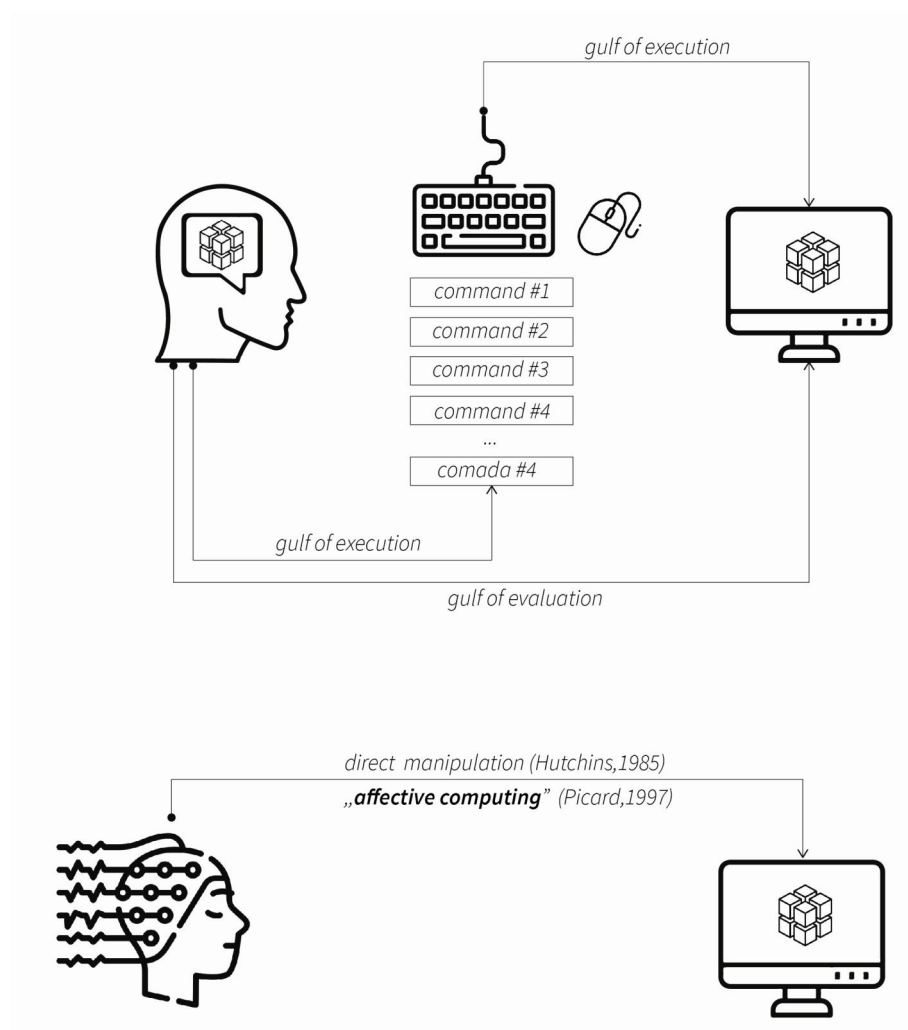 gulf of execution
command #1
command #2
command #3
command #4
...
comada #4
gulf of execution
gulf of evaluation
direct manipulation (Hutchins,1985)
„affective computing” (Picard,1997)